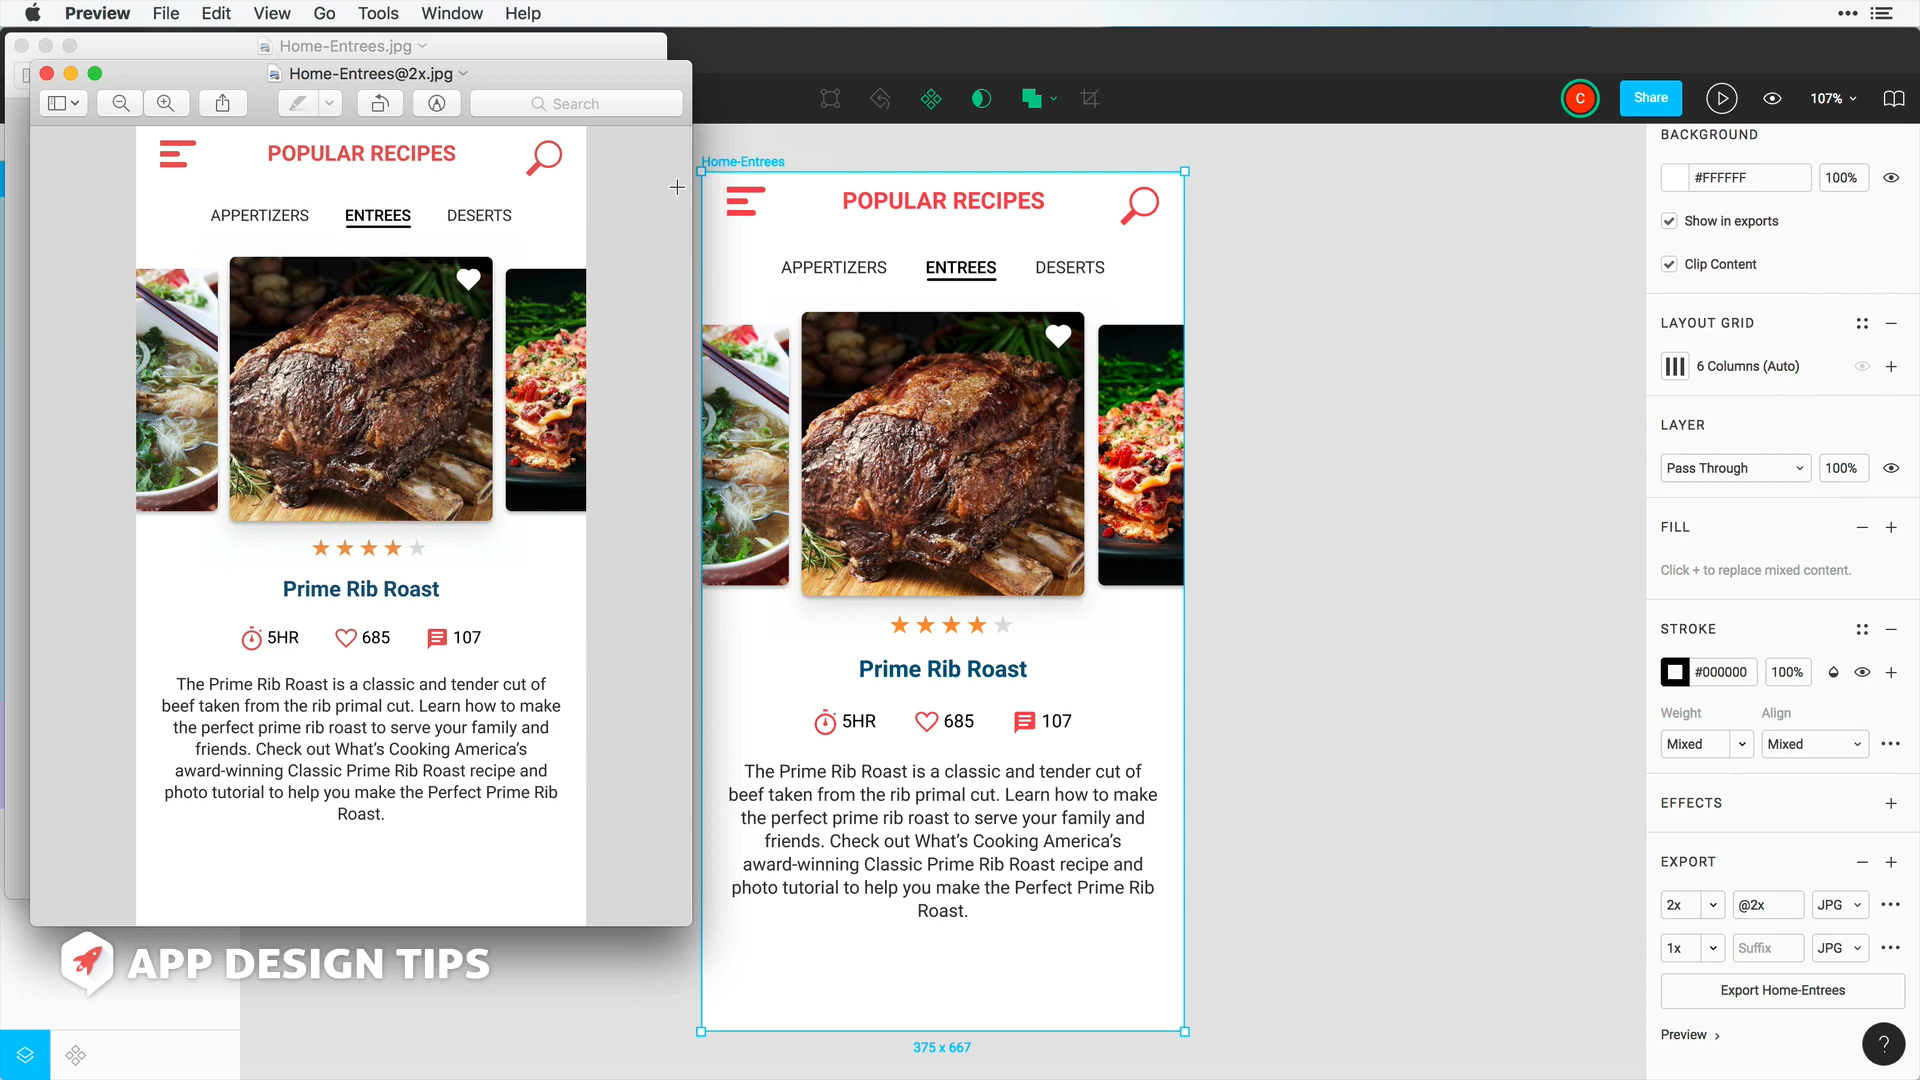 Preview File Edit View Go Tools Window Help
Home-Entrees.jpg
Home-Entrees@2x.jpg
Search
C Share 107%
POPULAR RECIPES
APPERTIZERS ENTREES DESERTS
Prime Rib Roast
5HR 685 107
The Prime Rib Roast is a classic and tender cut of
beef taken from the rib primal cut. Learn how to make
the perfect prime rib roast to serve your family and
friends. Check out What's Cooking America's
award-winning Classic Prime Rib Roast recipe and
photo tutorial to help you make the Perfect Prime Rib
Roast.
APP DESIGN TIPS
Home-Entrees
POPULAR RECIPES
APPERTIZERS ENTREES DESERTS
Prime Rib Roast
5HR 685 107
The Prime Rib Roast is a classic and tender cut of
beef taken from the rib primal cut. Learn how to make
the perfect prime rib roast to serve your family and
friends. Check out What's Cooking America's
award-winning Classic Prime Rib Roast recipe and
photo tutorial to help you make the Perfect Prime Rib
Roast.
375 x 667
BACKGROUND
#FFFFFF 100%
Show in exports
Clip Content
LAYOUT GRID
6 Columns (Auto)
LAYER
Pass Through 100%
FILL
Click + to replace mixed content.
STROKE
#000000 100%
Weight Align
Mixed Mixed
EFFECTS
EXPORT
2x @2x JPG
1x Suffix JPG
Export Home-Entrees
Preview
?